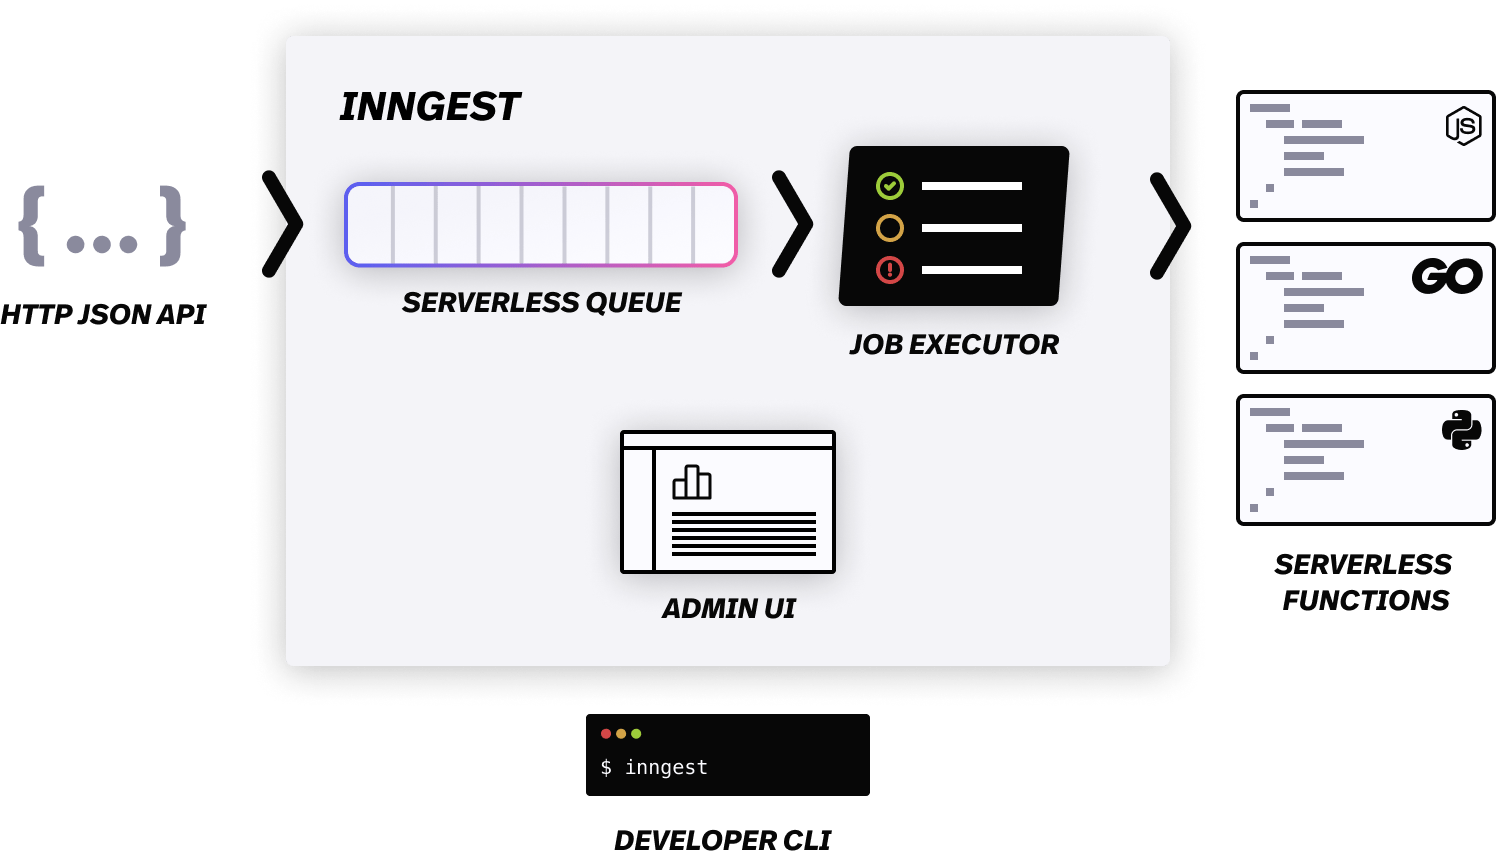 INNGEST
{ ... }
HTTP JSON API
SERVERLESS QUEUE
JOB EXECUTOR
ADMIN UI
JS
GO
SERVERLESS
FUNCTIONS
$ inngest
DEVELOPER CLI